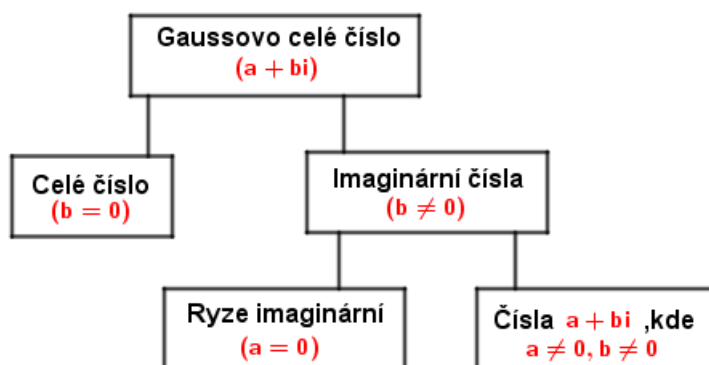 Gaussovo celé číslo
(a + bi)
Celé číslo
(b = 0)
Imaginární čísla
(b ≠ 0)
Ryze imaginární
(a = 0)
Čísla a + bi ,kde
a ≠ 0, b ≠ 0